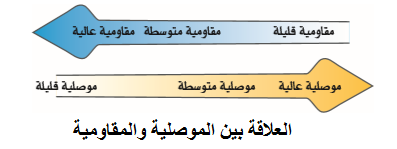 مقاومية قليلة مقاومية متوسطة مقاومية عالية
موصلية عالية موصلية متوسطة موصلية قليلة
العلاقة بين الموصلية والمقاومية